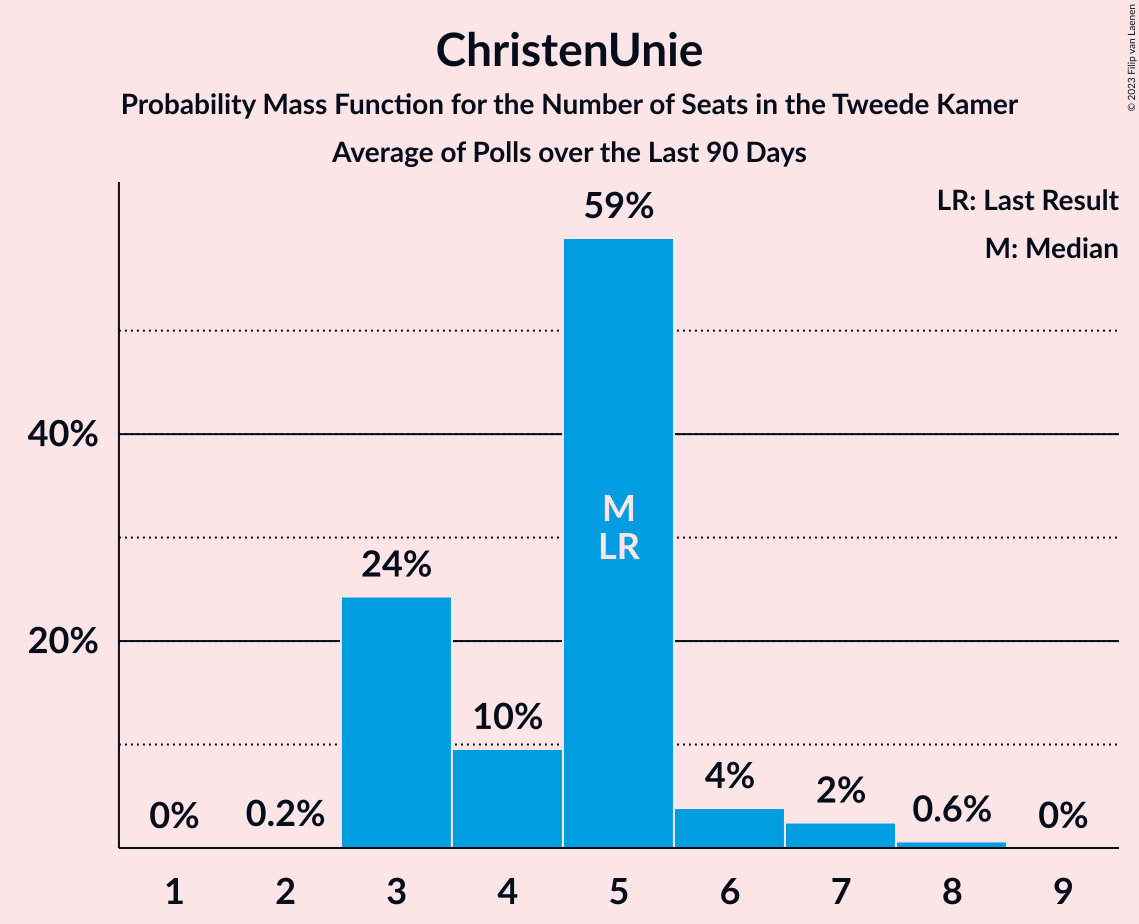 ChristenUnie
Probability Mass Function for the Number of Seats in the Tweede Kamer
Average of Polls over the Last 90 Days
© 2023 Filip van Laenen
LR: Last Result
M: Median
59%
40%
M
LR
24%
20%
10%
4%
2%
0.6%
0%
0.2%
0%
1 2 3 4 5 6 7 8 9